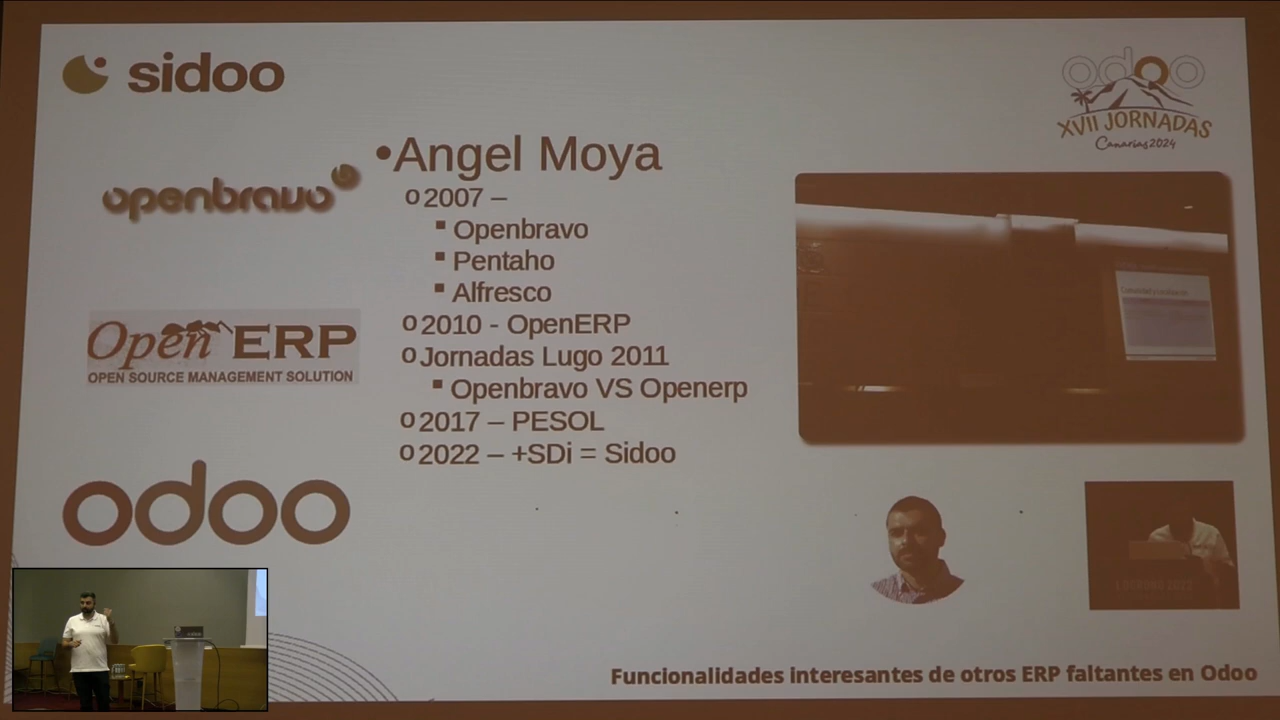 sidoo
odoo
XVII JORNADAS
Canarias 2024
openbravo
Open ERP
OPEN SOURCE MANAGEMENT SOLUTION
odoo
•Angel Moya
o 2007 –
▪ Openbravo
▪ Pentaho
▪ Alfresco
o 2010 - OpenERP
o Jornadas Lugo 2011
▪ Openbravo VS Openerp
o 2017 – PESOL
o 2022 – +SDi = Sidoo
Funcionalidades interesantes de otros ERP faltantes en Odoo